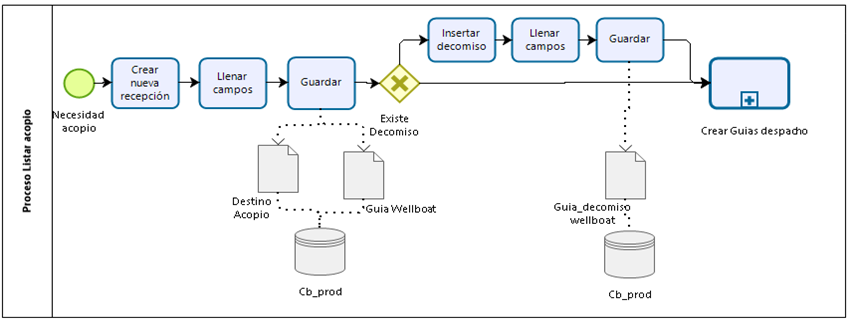 Proceso Listar acopio
Necesidad
acopio
Crear
nueva
recepción
Llenar
campos
Guardar
Existe
Decomiso
Insertar
decomiso
Llenar
campos
Guardar
Crear Guias despacho
Destino
Acopio
Guia Wellboat
Cb_prod
Guia_decomiso
wellboat
Cb_prod